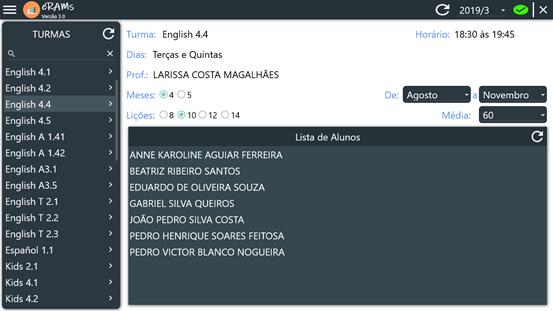 eRAMs
Versão 3.0
2019/3
TURMAS
English 4.1
English 4.2
English 4.4
English 4.5
English A 1.41
English A 1.42
English A3.1
English A3.5
English T 2.1
English T 2.2
English T 2.3
Español 1.1
Kids 2.1
Kids 4.1
Kids 4.2
Turma: English 4.4 Horário: 18:30 às 19:45
Dias: Terças e Quintas
Prof.: LARISSA COSTA MAGALHÃES
Meses: 4 5 De: Agosto a Novembro
Lições: 8 10 12 14 Média: 60
Lista de Alunos
ANNE KAROLINE AGUIAR FERREIRA
BEATRIZ RIBEIRO SANTOS
EDUARDO DE OLIVEIRA SOUZA
GABRIEL SILVA QUEIROS
JOÃO PEDRO SILVA COSTA
PEDRO HENRIQUE SOARES FEITOSA
PEDRO VICTOR BLANCO NOGUEIRA